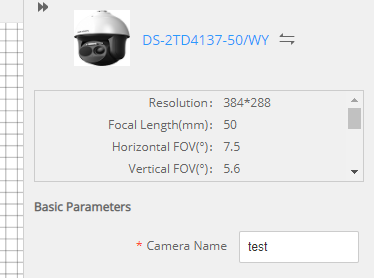 DS-2TD4137-50/WY
Resolution: 384*288
Focal Length(mm): 50
Horizontal FOV(°): 7.5
Vertical FOV(°): 5.6
Basic Parameters
* Camera Name test